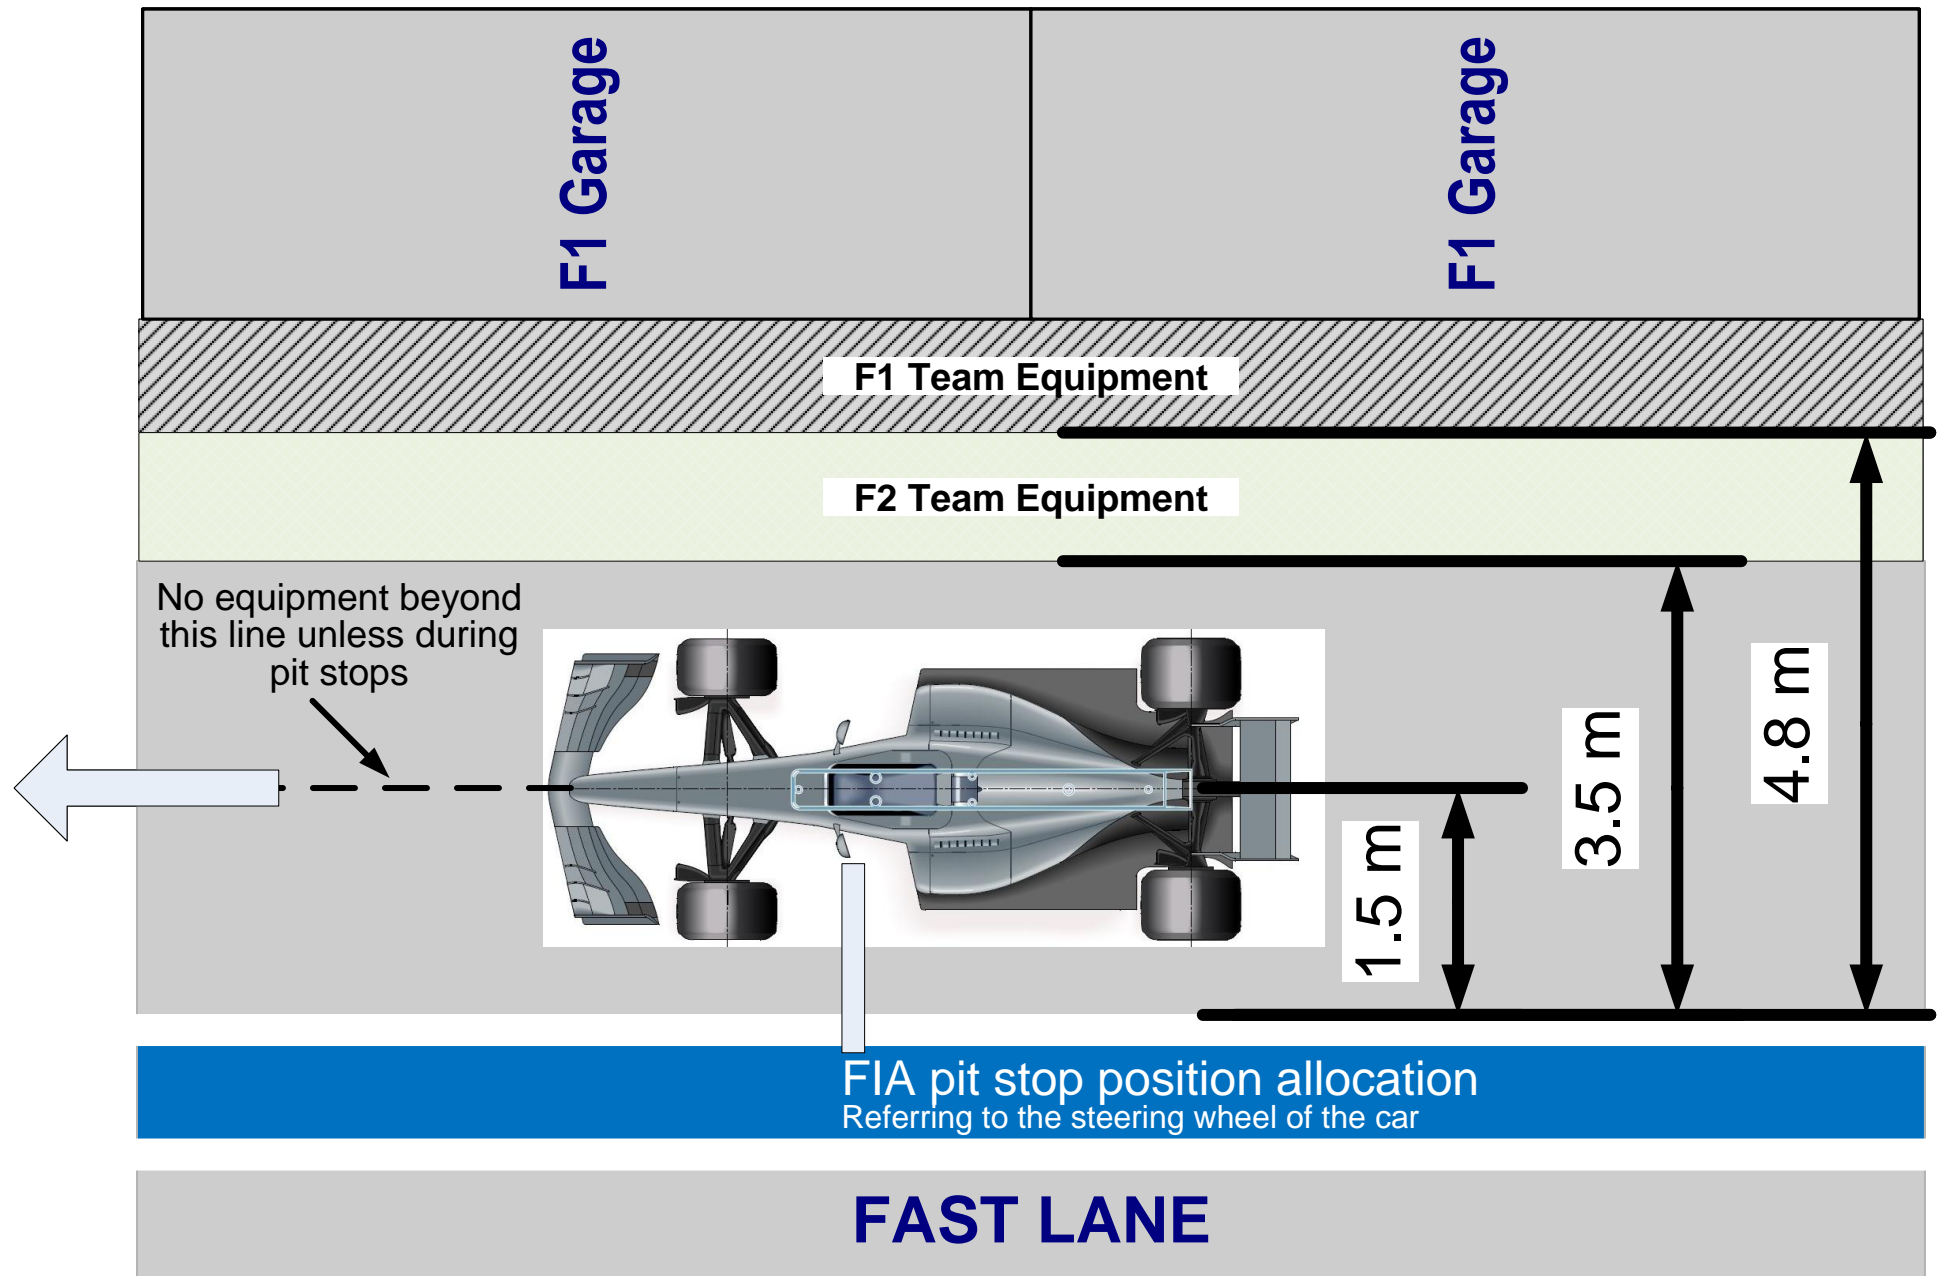 F1 Garage
F1 Garage
F1 Team Equipment
F2 Team Equipment
No equipment beyond
this line unless during
pit stops
1.5 m
3.5 m
4.8 m
FIA pit stop position allocation
Referring to the steering wheel of the car
FAST LANE